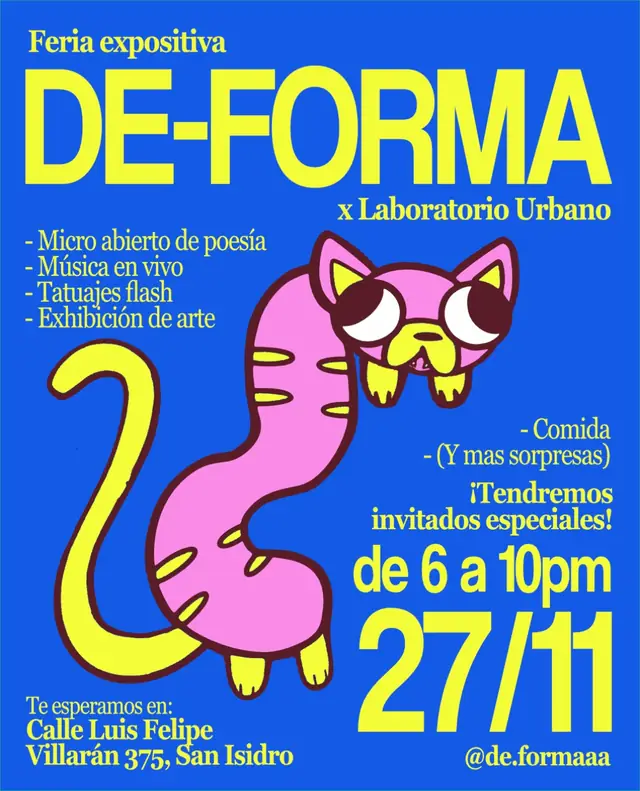 Feria expositiva
DE-FORMA
x Laboratorio Urbano
- Micro abierto de poesía
- Música en vivo
- Tatuajes flash
- Exhibición de arte
- Comida
- (Y mas sorpresas)
¡Tendremos
invitados especiales!
de 6 a 10pm
27/11
Te esperamos en:
Calle Luis Felipe
Villarán 375, San Isidro
@de.formaaa